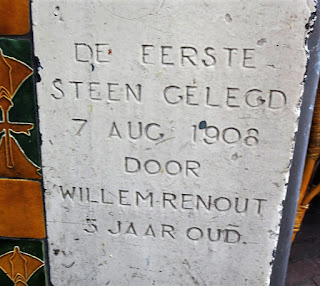 DE EERSTE
STEEN GELEGD
7 AUG 1908
DOOR
WILLEM-RENOUT
5 JAAR OUD.